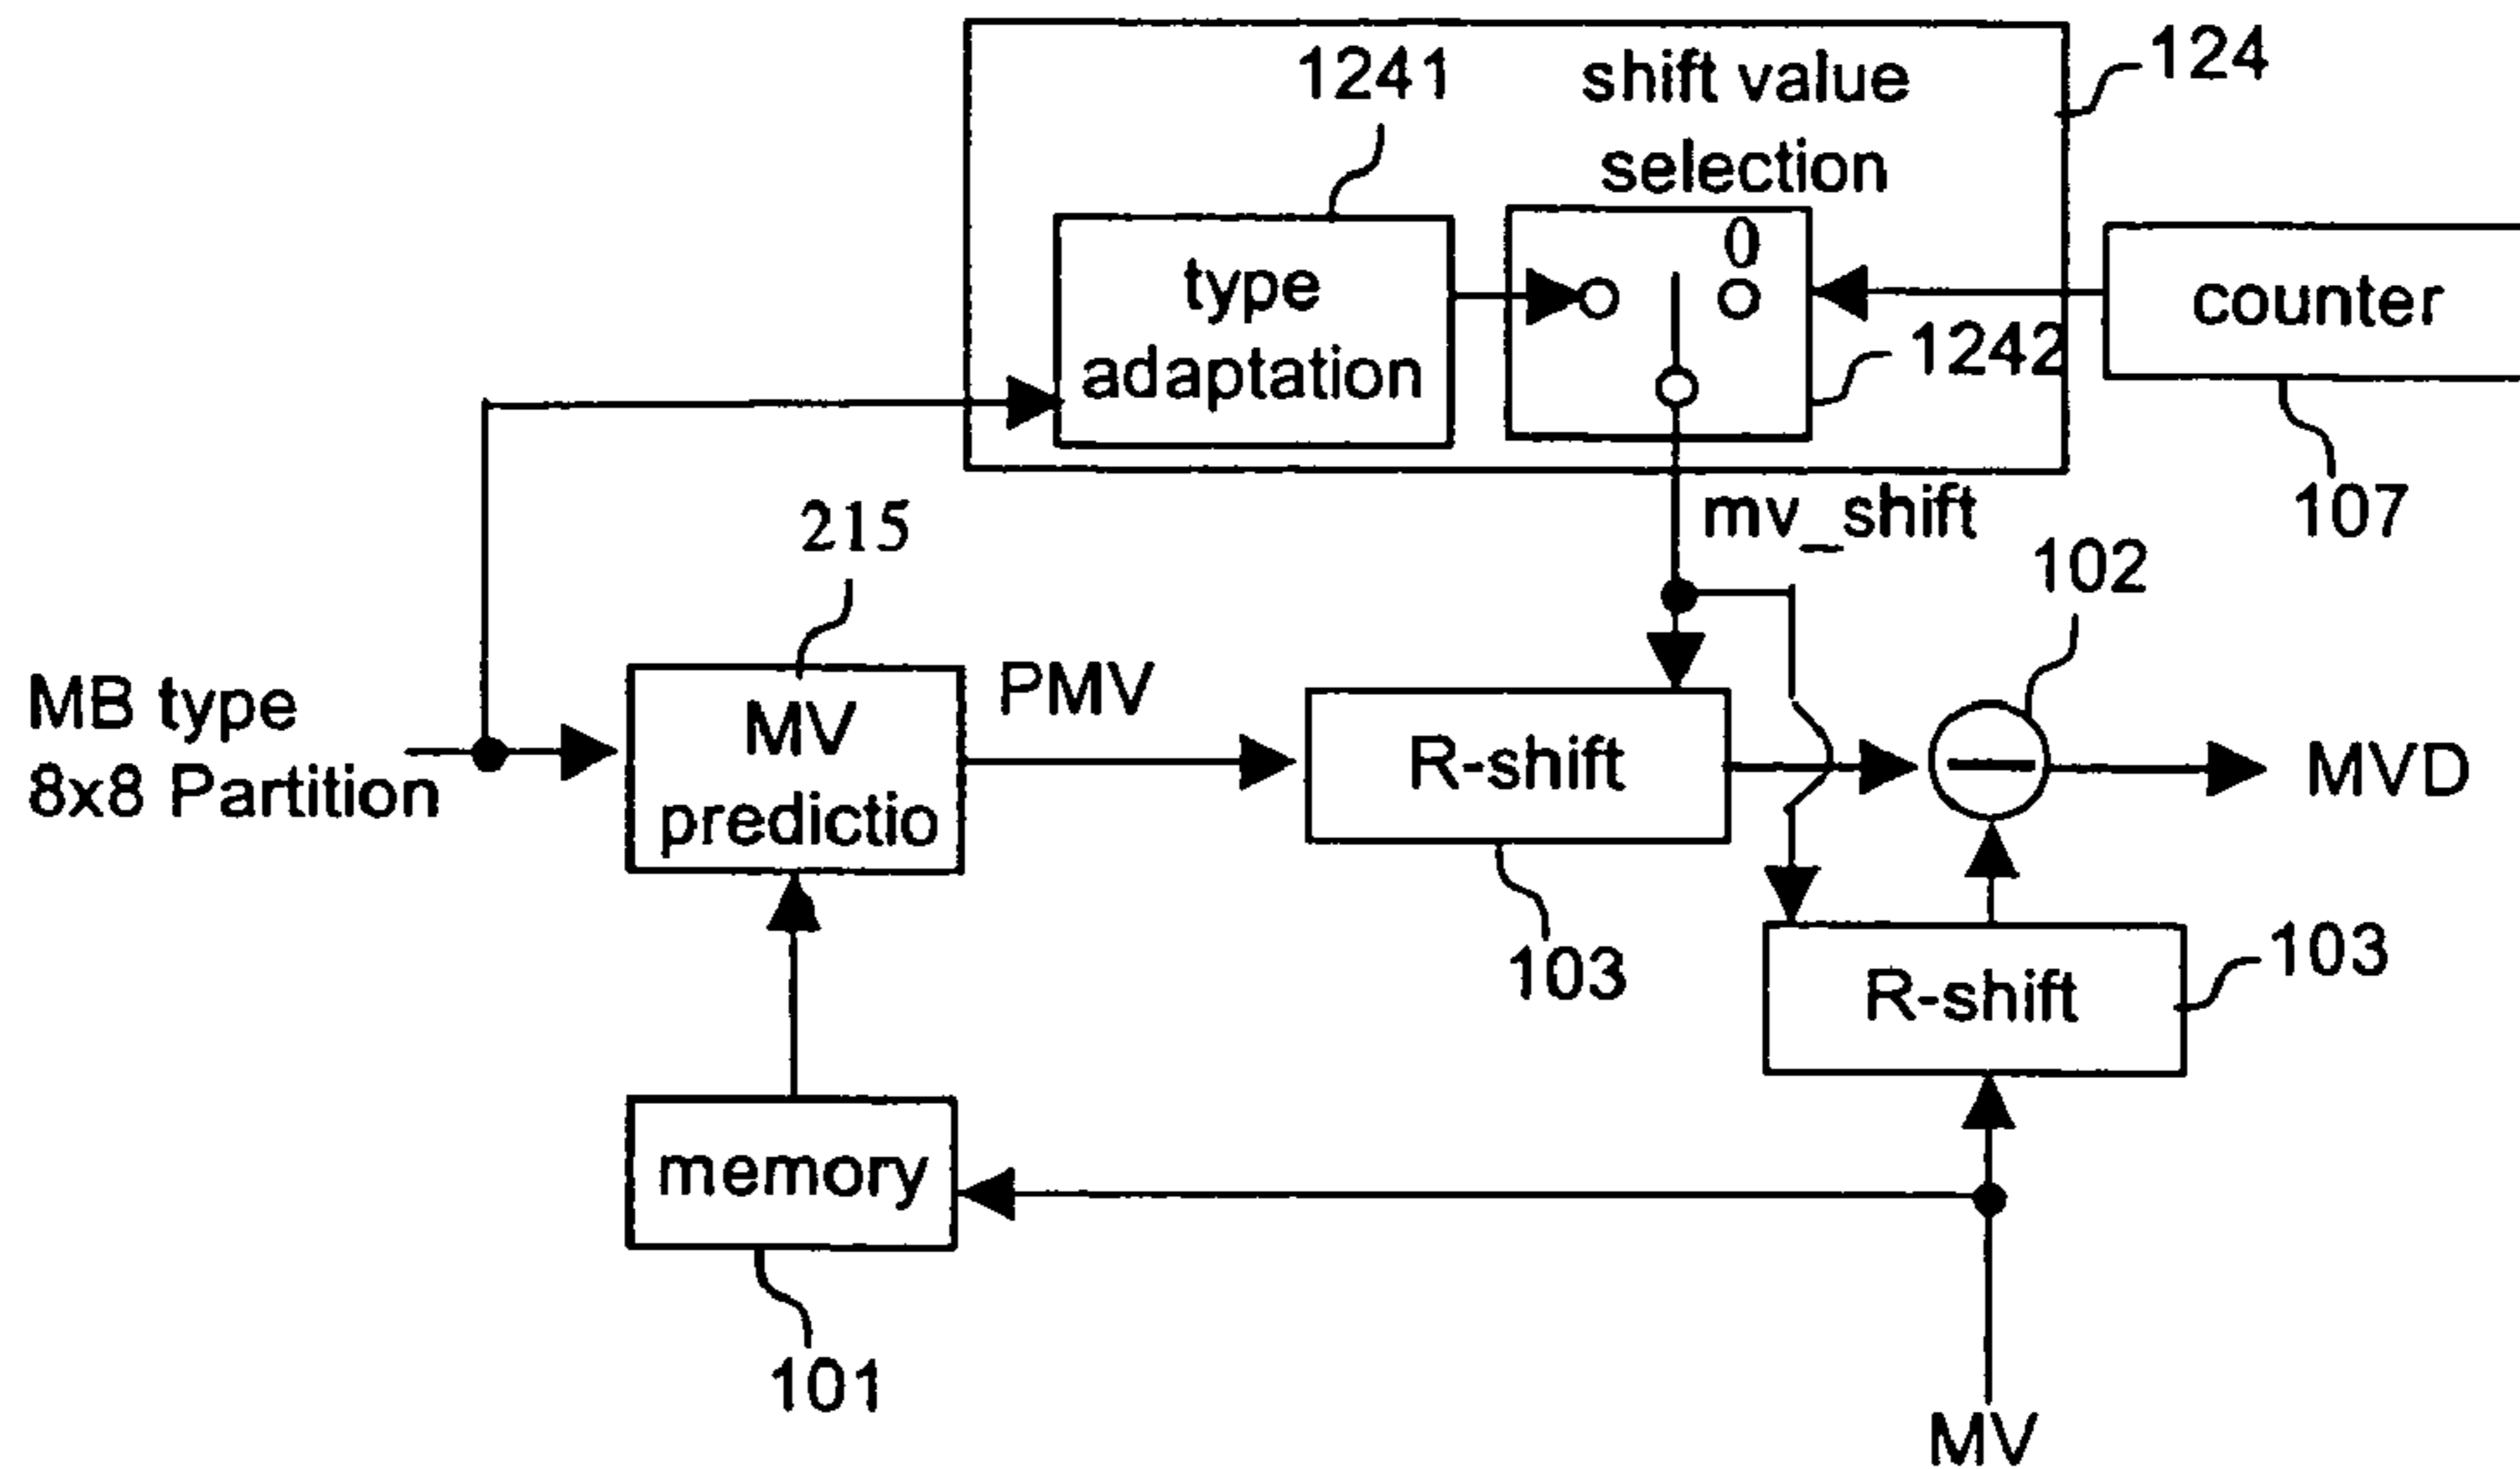 1241
shift value
selection
124
0
type
adaptation
counter
1242
107
mv_shift
215
102
MB type
8x8 Partition
MV
predictio
PMV
R-shift
MVD
103
R-shift
103
memory
101
MV